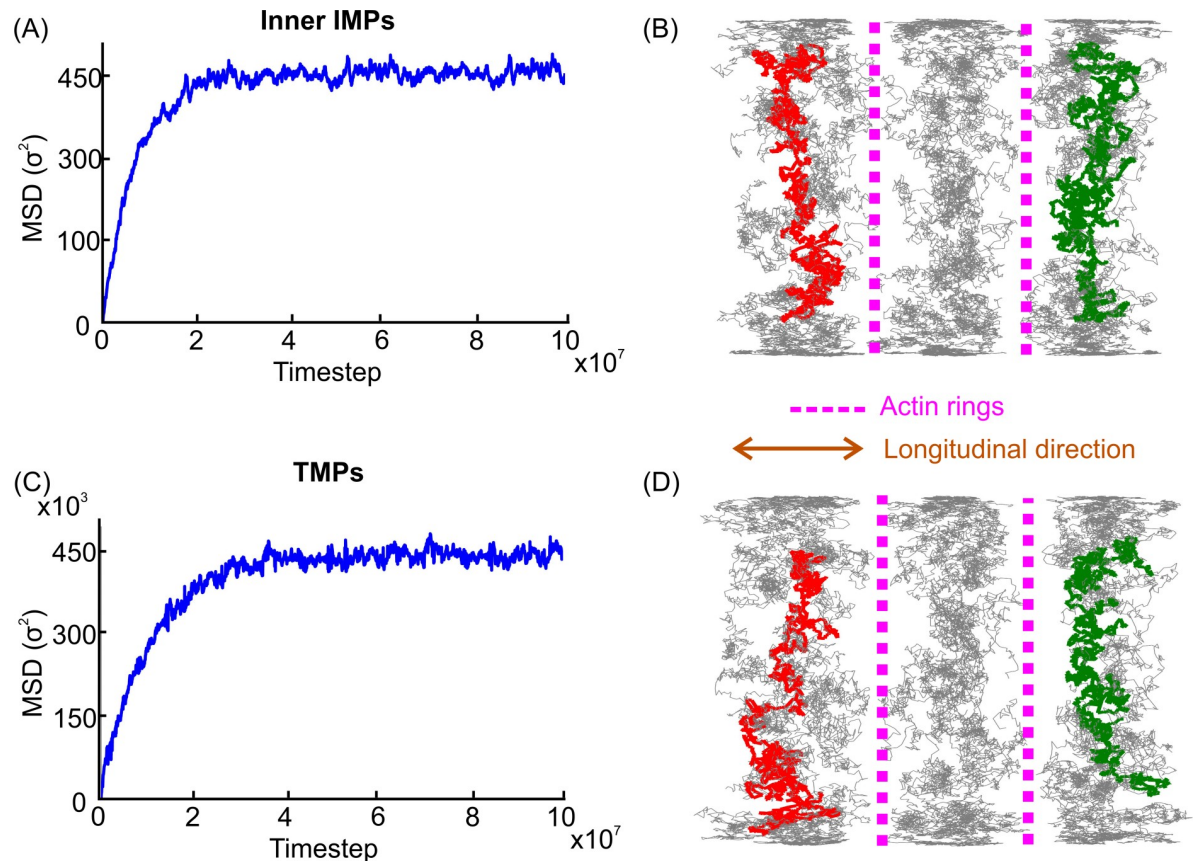 (A)
Inner IMPs
MSD (σ²)
450
300
100
0
0 2 4 6 8 10
x10⁷
Timestep
(B)
Actin rings
Longitudinal direction
(C)
TMPs
x10³
MSD (σ²)
450
300
150
0
0 2 4 6 8 10
x10⁷
Timestep
(D)